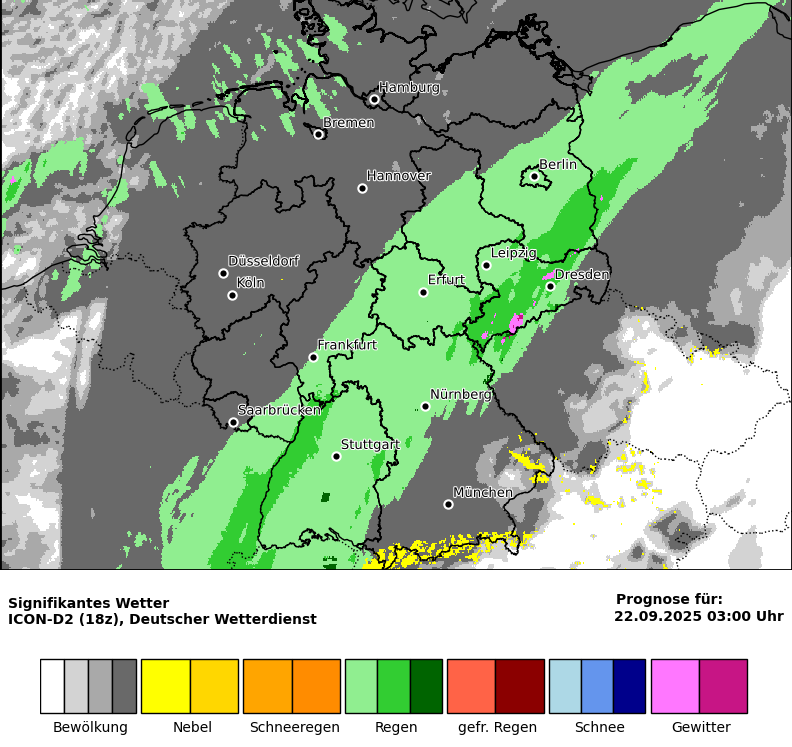 Hamburg
Bremen
Berlin
Hannover
Leipzig
Düsseldorf
Dresden
Köln
Erfurt
Frankfurt
Nürnberg
Saarbrücken
Stuttgart
München
Signifikantes Wetter
ICON-D2 (18z), Deutscher Wetterdienst
Prognose für:
22.09.2025 03:00 Uhr
Bewölkung
Nebel
Schneeregen
Regen
gefr. Regen
Schnee
Gewitter